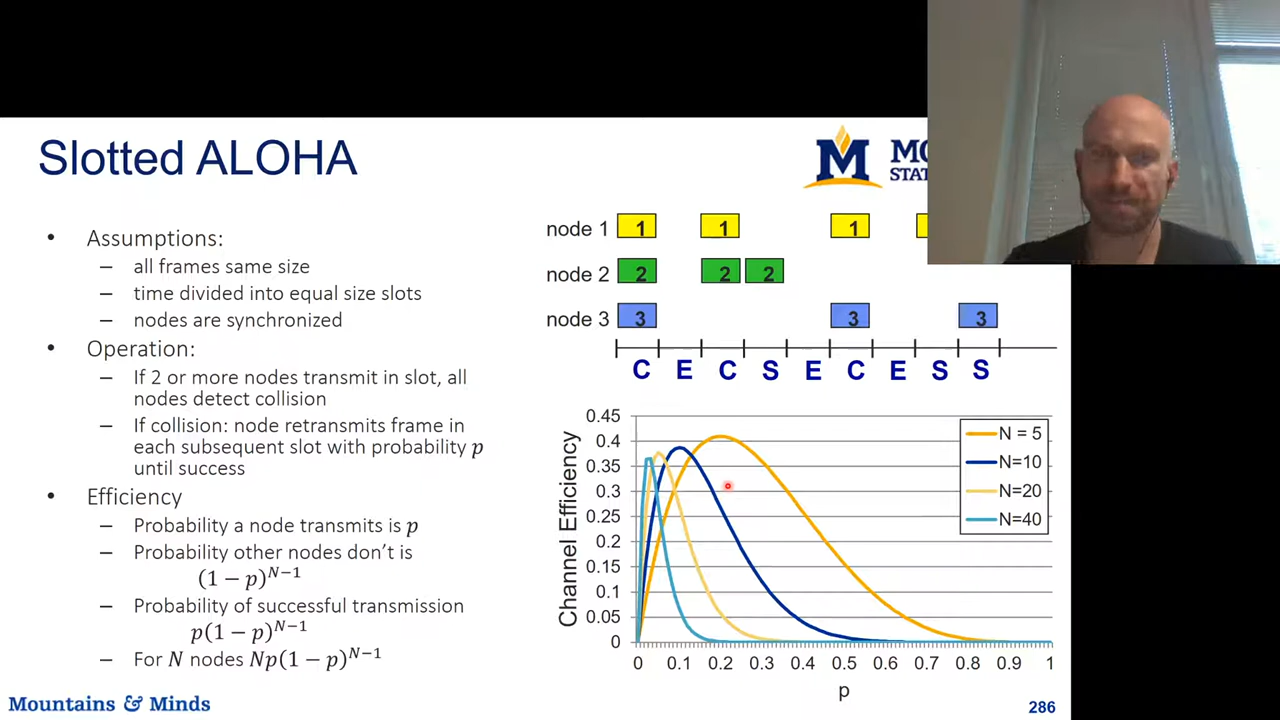 Slotted ALOHA
M
MO
STAT
• Assumptions:
– all frames same size
– time divided into equal size slots
– nodes are synchronized
• Operation:
– If 2 or more nodes transmit in slot, all
nodes detect collision
– If collision: node retransmits frame in
each subsequent slot with probability p
until success
• Efficiency
– Probability a node transmits is p
– Probability other nodes don't is
(1 − p)^{N−1}
– Probability of successful transmission
p(1 − p)^{N−1}
– For N nodes Np(1 − p)^{N−1}
node 1 1 1 1
node 2 2 2 2
node 3 3 3 3
C E C S E C E S S
Channel Efficiency
0.45
0.4
0.35
0.3
0.25
0.2
0.15
0.1
0.05
0
0 0.1 0.2 0.3 0.4 0.5 0.6 0.7 0.8 0.9 1
p
N = 5
N=10
N=20
N=40
Mountains & Minds
286